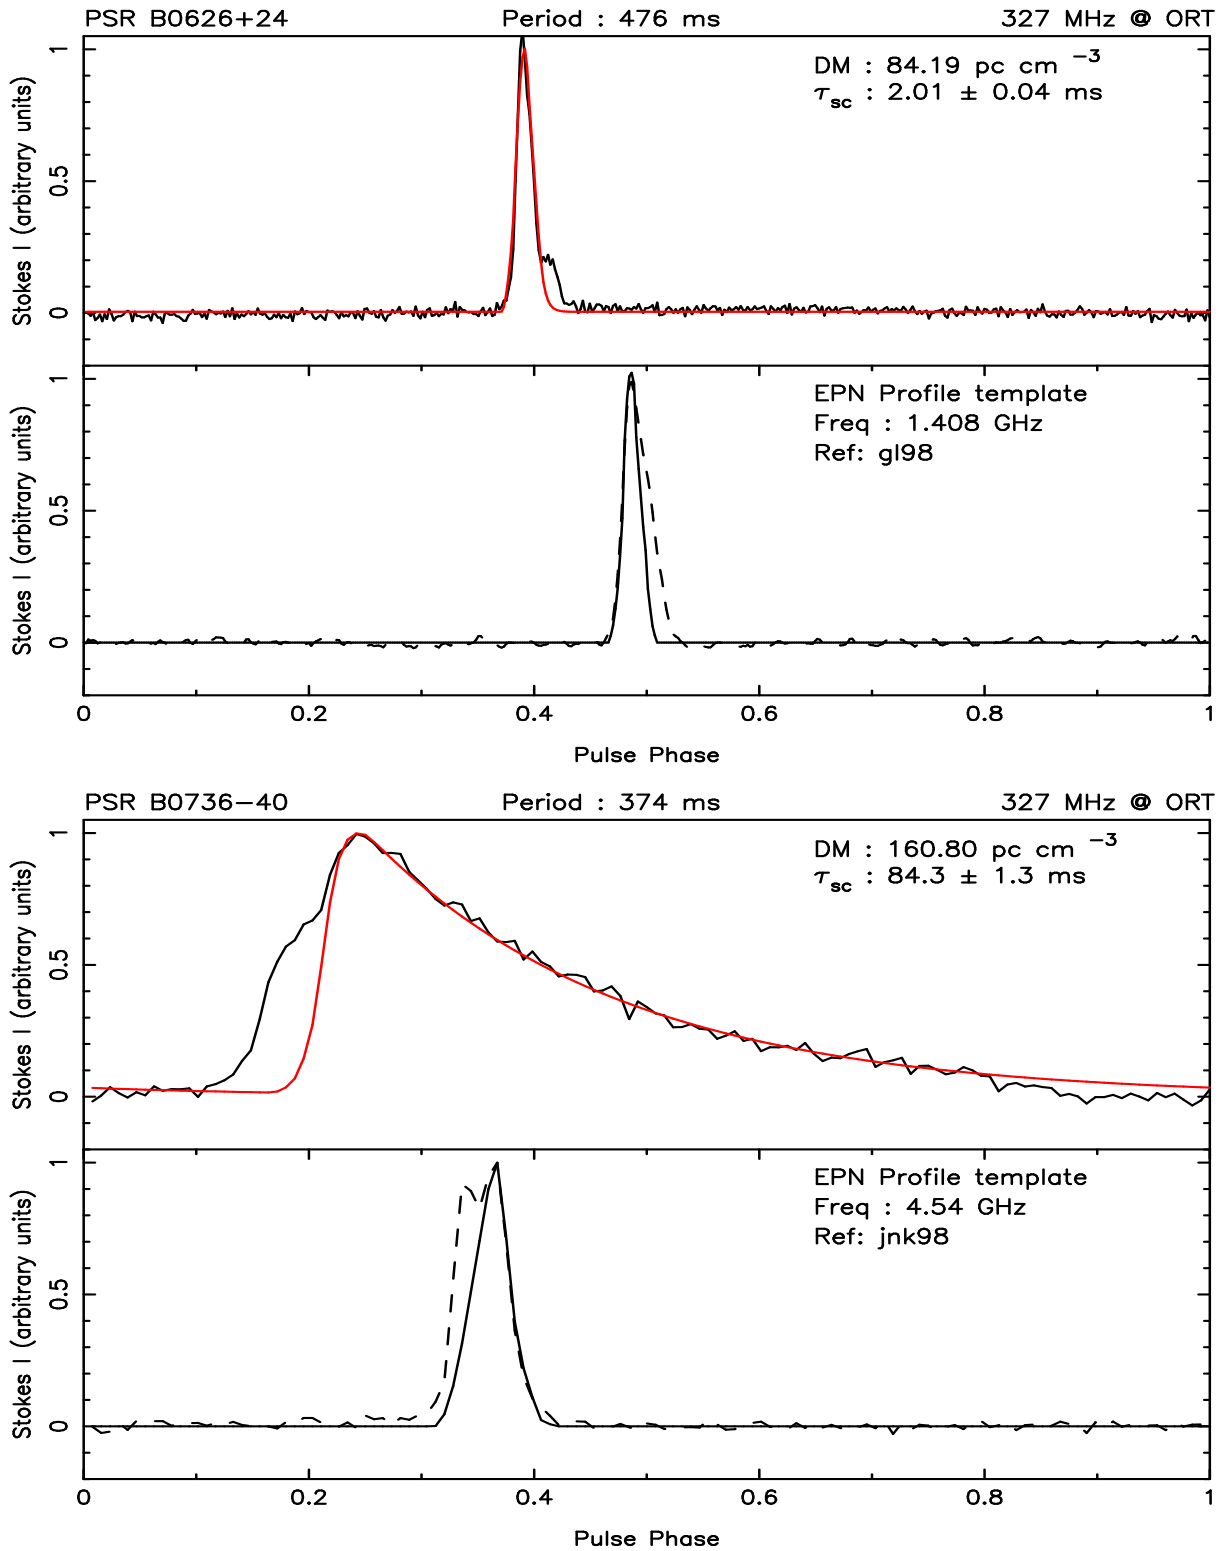 PSR B0626+24 Period : 476 ms 327 MHz @ ORT
DM : 84.19 pc cm −3
τsc : 2.01 ± 0.04 ms
Stokes I (arbitrary units)
1
0.5
0
EPN Profile template
Freq : 1.408 GHz
Ref: gl98
Stokes I (arbitrary units)
1
0.5
0
0 0.2 0.4 0.6 0.8 1
Pulse Phase
PSR B0736−40 Period : 374 ms 327 MHz @ ORT
DM : 160.80 pc cm −3
τsc : 84.3 ± 1.3 ms
Stokes I (arbitrary units)
1
0.5
0
EPN Profile template
Freq : 4.54 GHz
Ref: jnk98
Stokes I (arbitrary units)
1
0.5
0
0 0.2 0.4 0.6 0.8 1
Pulse Phase